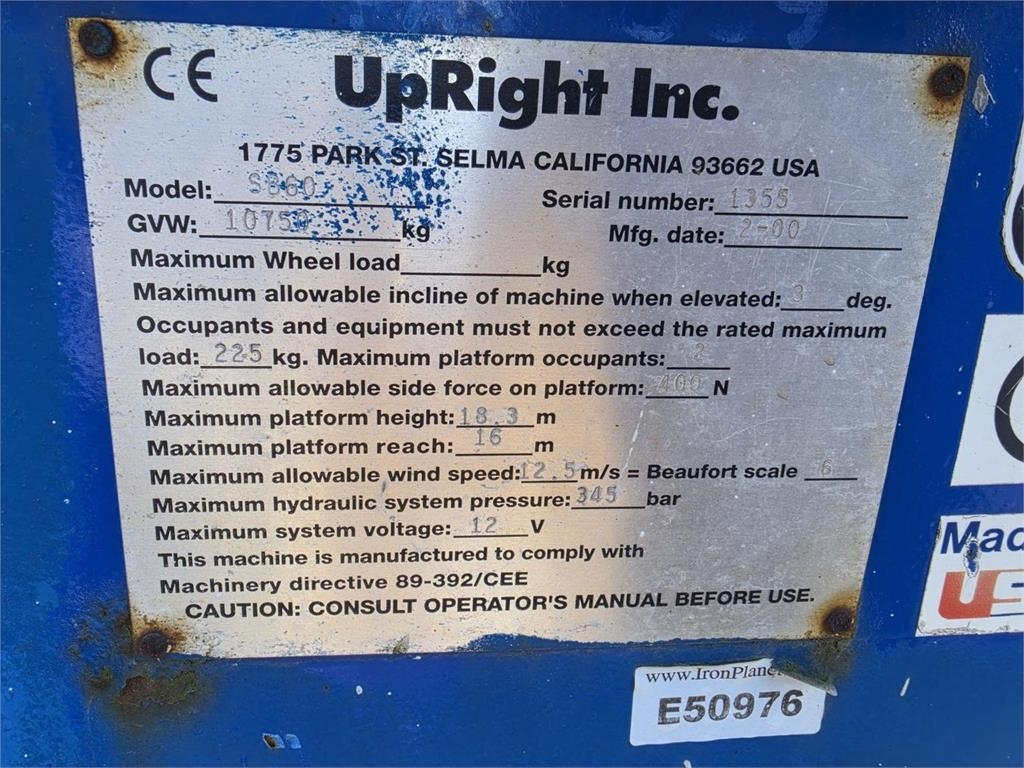 CE
UpRight Inc.
1775 PARK ST. SELMA CALIFORNIA 93662 USA
Model: SB60 Serial number: 1355
GVW: 10750 kg Mfg. date: 2-00
Maximum Wheel load kg
Maximum allowable incline of machine when elevated: 3 deg.
Occupants and equipment must not exceed the rated maximum
load: 225 kg. Maximum platform occupants: 2
Maximum allowable side force on platform: 400 N
Maximum platform height: 18.3 m
Maximum platform reach: 16 m
Maximum allowable wind speed: 12.5 m/s = Beaufort scale 6
Maximum hydraulic system pressure: 345 bar
Maximum system voltage: 12 V
This machine is manufactured to comply with
Machinery directive 89-392/CEE
CAUTION: CONSULT OPERATOR'S MANUAL BEFORE USE.
Mac
US
www.IronPlane
E50976